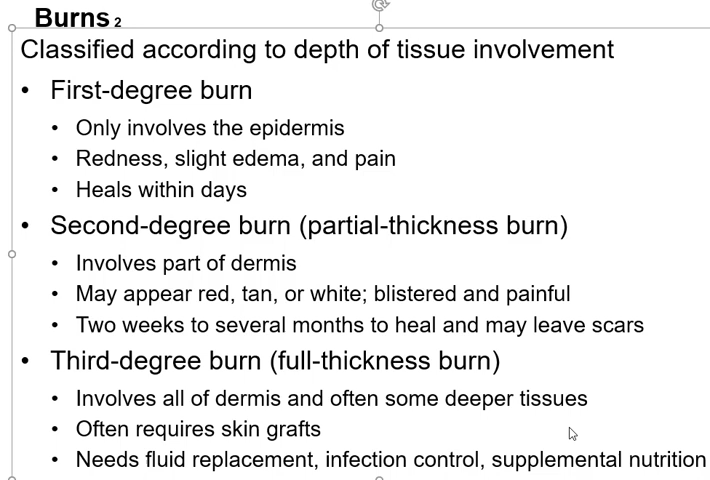 Burns 2
Classified according to depth of tissue involvement
• First-degree burn
• Only involves the epidermis
• Redness, slight edema, and pain
• Heals within days
• Second-degree burn (partial-thickness burn)
• Involves part of dermis
• May appear red, tan, or white; blistered and painful
• Two weeks to several months to heal and may leave scars
• Third-degree burn (full-thickness burn)
• Involves all of dermis and often some deeper tissues
• Often requires skin grafts
• Needs fluid replacement, infection control, supplemental nutrition